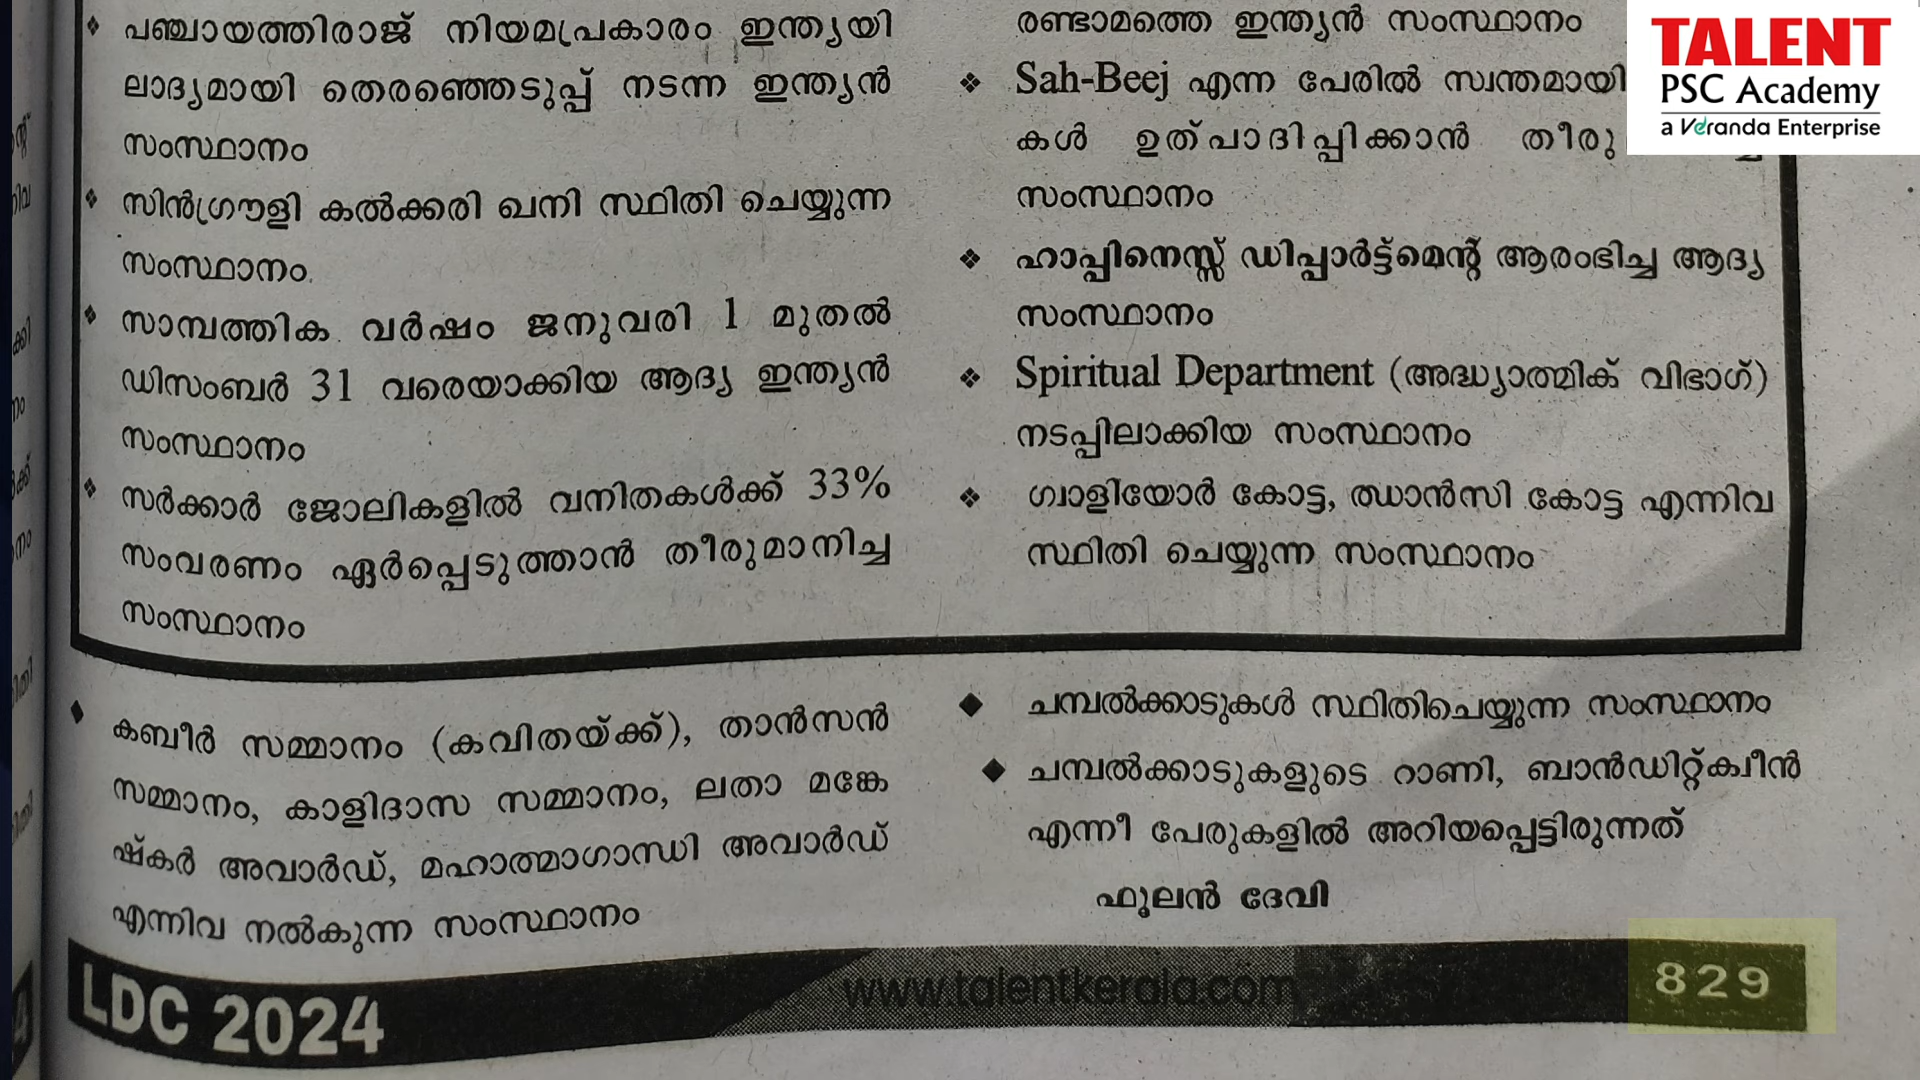 പഞ്ചായത്തിരാജ് നിയമപ്രകാരം ഇന്ത്യയി
ലാദ്യമായി തെരഞ്ഞെടുപ്പ് നടന്ന ഇന്ത്യൻ
സംസ്ഥാനം
സിൻഗ്രൗളി കൽക്കരി ഖനി സ്ഥിതി ചെയ്യുന്ന
സംസ്ഥാനം
സാമ്പത്തിക വർഷം ജനുവരി 1 മുതൽ
ഡിസംബർ 31 വരെയാക്കിയ ആദ്യ ഇന്ത്യൻ
സംസ്ഥാനം
സർക്കാർ ജോലികളിൽ വനിതകൾക്ക് 33%
സംവരണം ഏർപ്പെടുത്താൻ തീരുമാനിച്ച
സംസ്ഥാനം
കബീർ സമ്മാനം (കവിതയ്ക്ക്), താൻസൻ
സമ്മാനം, കാളിദാസ സമ്മാനം, ലതാ മങ്കേ
ഷ്കർ അവാർഡ്, മഹാത്മാഗാന്ധി അവാർഡ്
എന്നിവ നൽകുന്ന സംസ്ഥാനം
രണ്ടാമത്തെ ഇന്ത്യൻ സംസ്ഥാനം
Sah-Beej എന്ന പേരിൽ സ്വന്തമായി
കൾ ഉത്പാദിപ്പിക്കാൻ
സംസ്ഥാനം
ഹാപ്പിനെസ്സ് ഡിപ്പാർട്ട്മെന്റ് ആരംഭിച്ച ആദ്യ
സംസ്ഥാനം
Spiritual Department (അദ്ധ്യാത്മിക് വിഭാഗ്)
നടപ്പിലാക്കിയ സംസ്ഥാനം
ഗ്വാളിയോർ കോട്ട, ഝാൻസി കോട്ട എന്നിവ
സ്ഥിതി ചെയ്യുന്ന സംസ്ഥാനം
ചമ്പൽക്കാടുകൾ സ്ഥിതിചെയ്യുന്ന സംസ്ഥാനം
ചമ്പൽക്കാടുകളുടെ റാണി, ബാൻഡിറ്റ്ക്വീൻ
എന്നീ പേരുകളിൽ അറിയപ്പെട്ടിരുന്നത്
ഫൂലൻ ദേവി
LDC 2024
www.talentkerala.com
829
TALENT
PSC Academy
a Veranda Enterprise